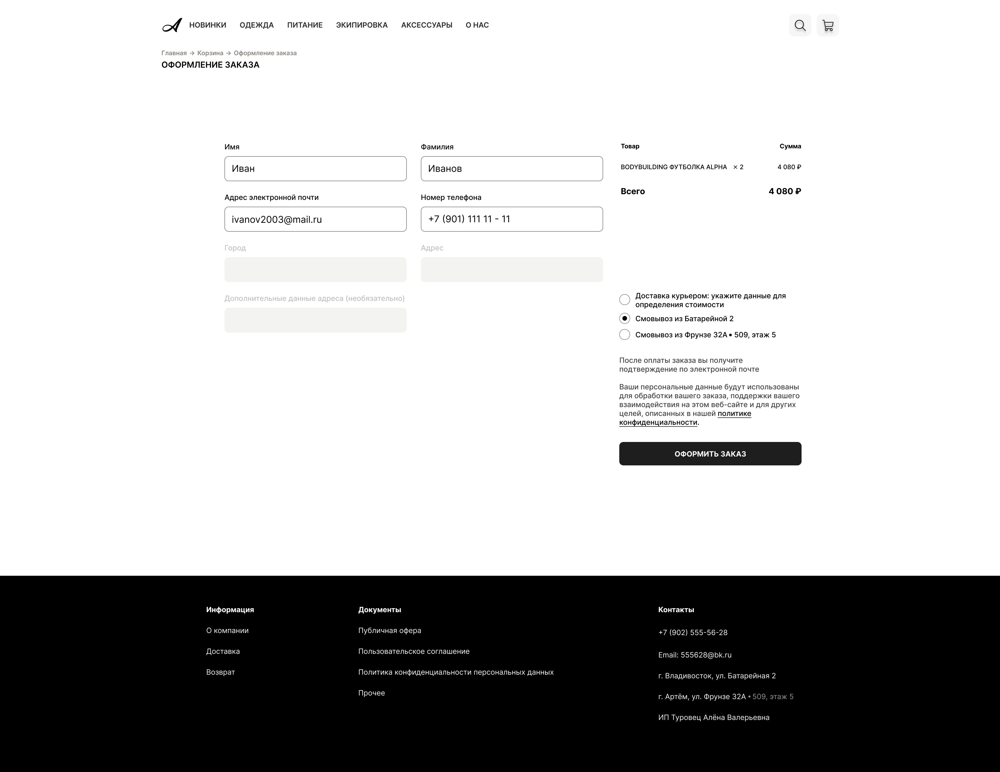 НОВИНКИ ОДЕЖДА ПИТАНИЕ ЭКИПИРОВКА АКСЕССУАРЫ О НАС
Главная → Корзина → Оформление заказа
ОФОРМЛЕНИЕ ЗАКАЗА
Имя
Иван
Фамилия
Иванов
Адрес электронной почти
ivanov2003@mail.ru
Номер телефона
+7 (901) 111 11 - 11
Город
Адрес
Дополнительные данные адреса (необязательно)
Товар Сумма
BODYBUILDING ФУТБОЛКА ALPHA × 2 4 080 ₽
Всего 4 080 ₽
Доставка курьером: укажите данные для
определения стоимости
Смовывоз из Батарейной 2
Смовывоз из Фрунзе 32А • 509, этаж 5
После оплаты заказа вы получите
подтверждение по электронной почте
Ваши персональные данные будут использованы
для обработки вашего заказа, поддержки вашего
взаимодействия на этом веб-сайте и для других
целей, описанных в нашей политике
конфиденциальности.
ОФОРМИТЬ ЗАКАЗ
Информация
О компании
Доставка
Возврат
Документы
Публичная офера
Пользовательское соглашение
Политика конфиденциальности персональных данных
Прочее
Контакты
+7 (902) 555-56-28
Email: 555628@bk.ru
г. Владивосток, ул. Батарейная 2
г. Артём, ул. Фрунзе 32А • 509, этаж 5
ИП Туровец Алёна Валерьевна